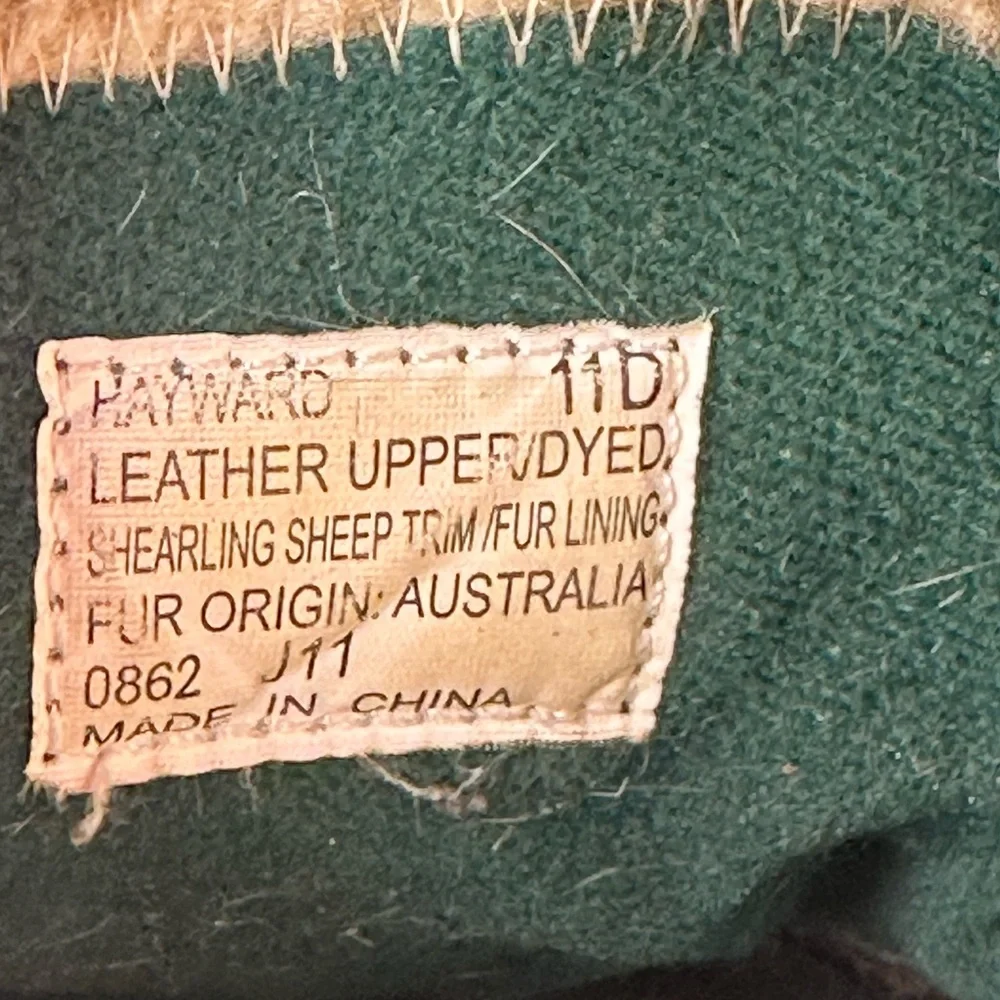 HAYWARD 11D
LEATHER UPPER/DYED
SHEARLING SHEEP TRIM/FUR LINING
FUR ORIGIN: AUSTRALIA
0862 J11
MADE IN CHINA